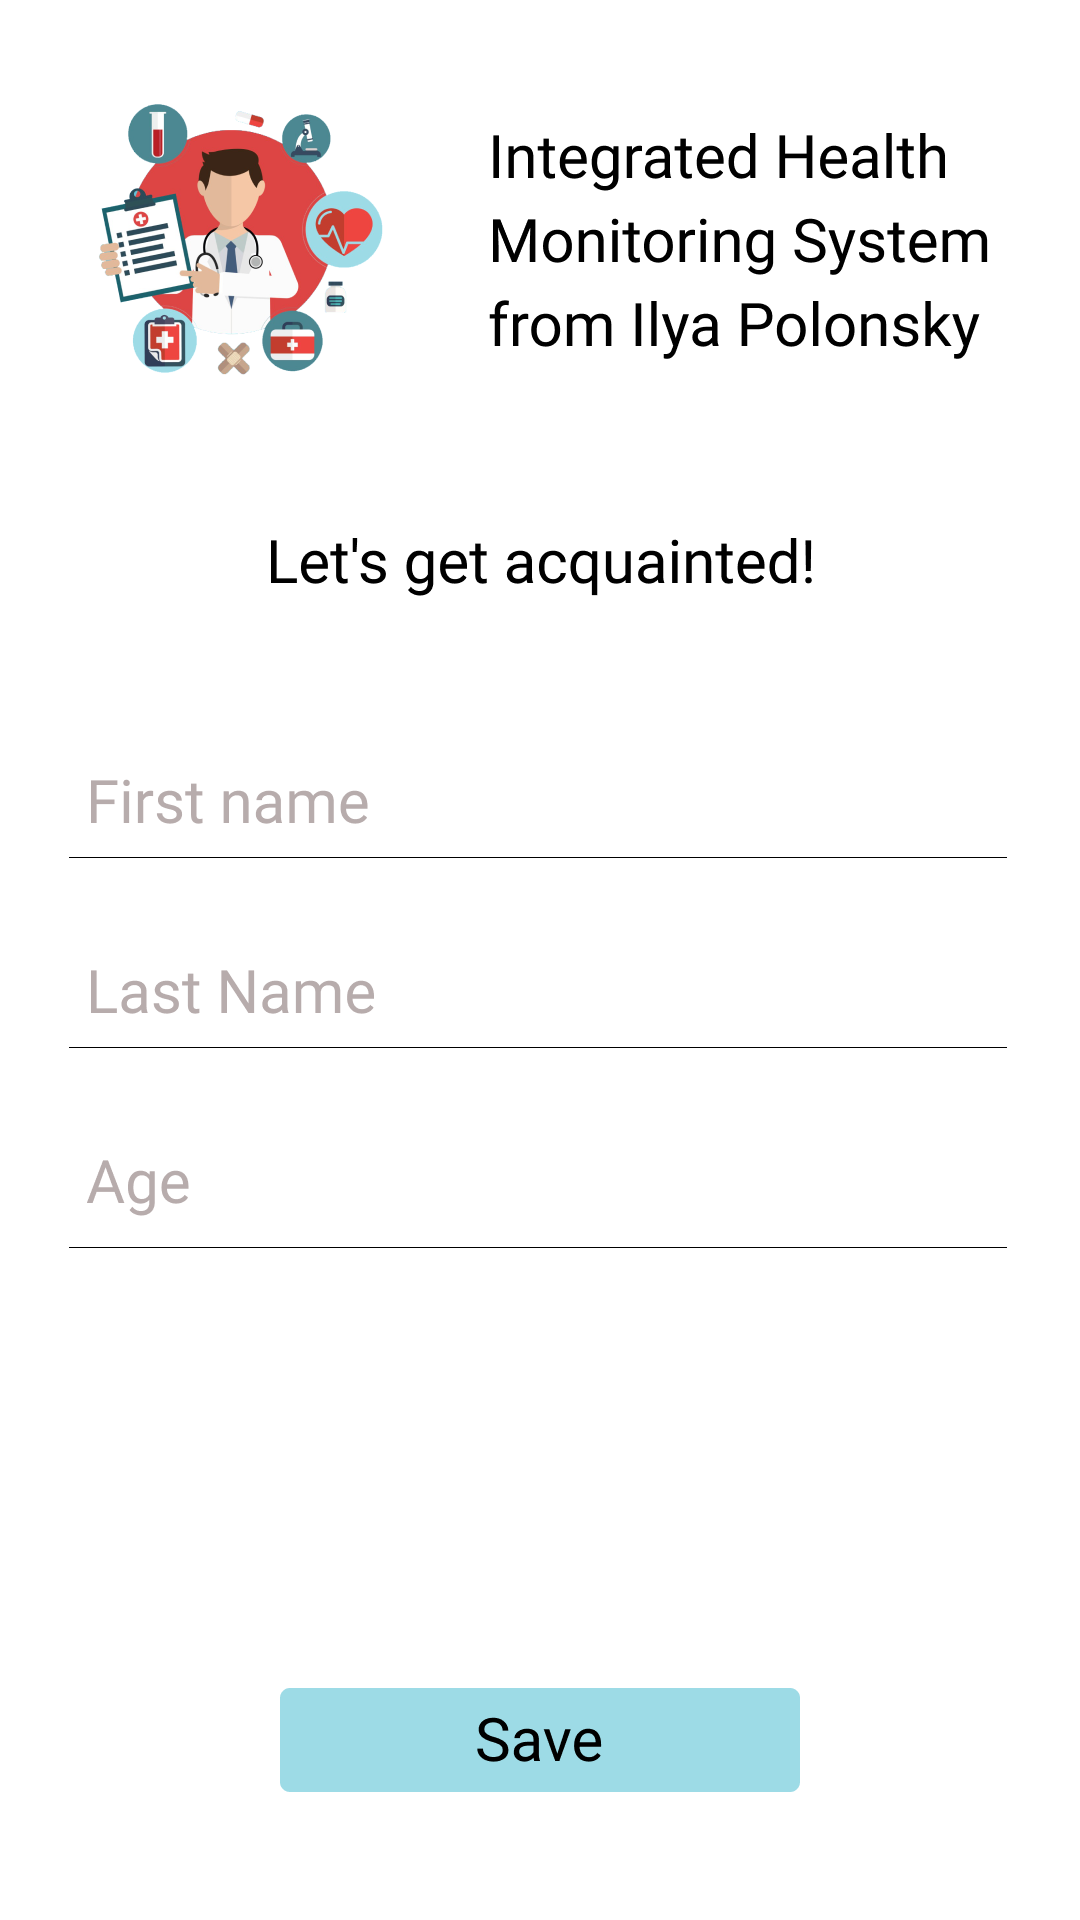 Integrated Health
Monitoring System
from Ilya Polonsky
Let's get acquainted!
First name
Last Name
Age
Save